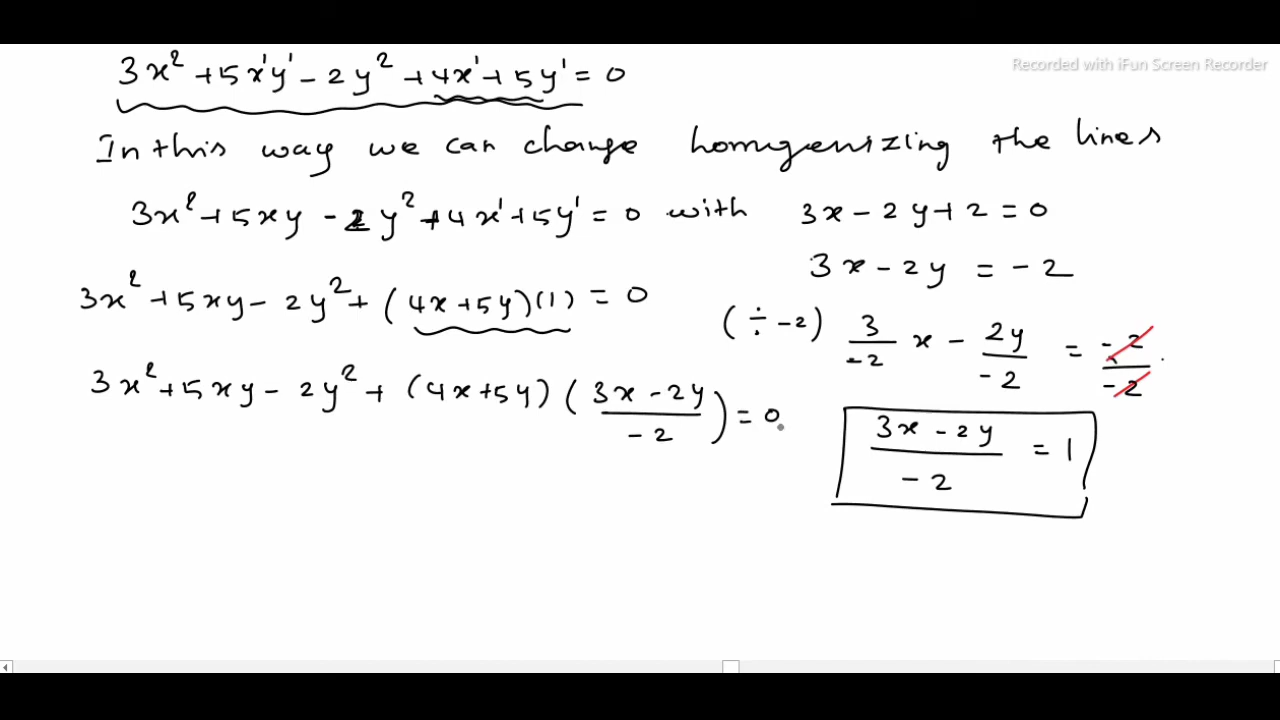 Recorded with iFun Screen Recorder
3x² + 5x'y' - 2y² + 4x' + 5y' = 0
In this way we can change homogenizing the lines
3x² + 5xy - 2y² + 4x' + 5y' = 0 with 3x - 2y + 2 = 0
3x - 2y = -2
3x² + 5xy - 2y² + (4x + 5y)(1) = 0
(÷ -2) 3/-2 x - 2y/-2 = -2/-2
3x² + 5xy - 2y² + (4x + 5y) (3x - 2y/-2) = 0
3x - 2y/-2 = 1